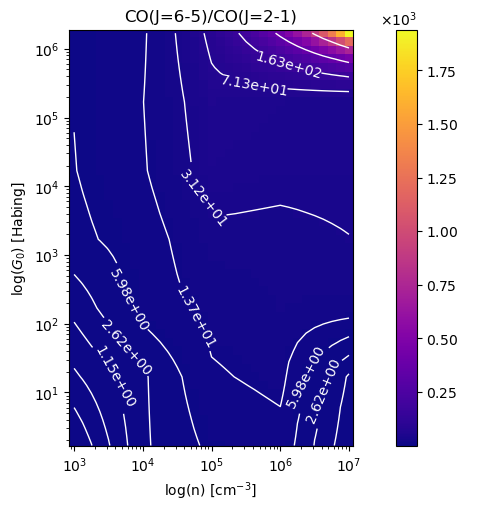 CO(J=6-5)/CO(J=2-1)
×10³
10⁶
10⁵
10⁴
10³
10²
10¹
log(G₀) [Habing]
1.63e+02
7.13e+01
3.12e+01
1.37e+01
5.98e+00
2.62e+00
1.15e+00
5.98e+00
2.62e+00
10³ 10⁴ 10⁵ 10⁶ 10⁷
log(n) [cm⁻³]
1.75
1.50
1.25
1.00
0.75
0.50
0.25